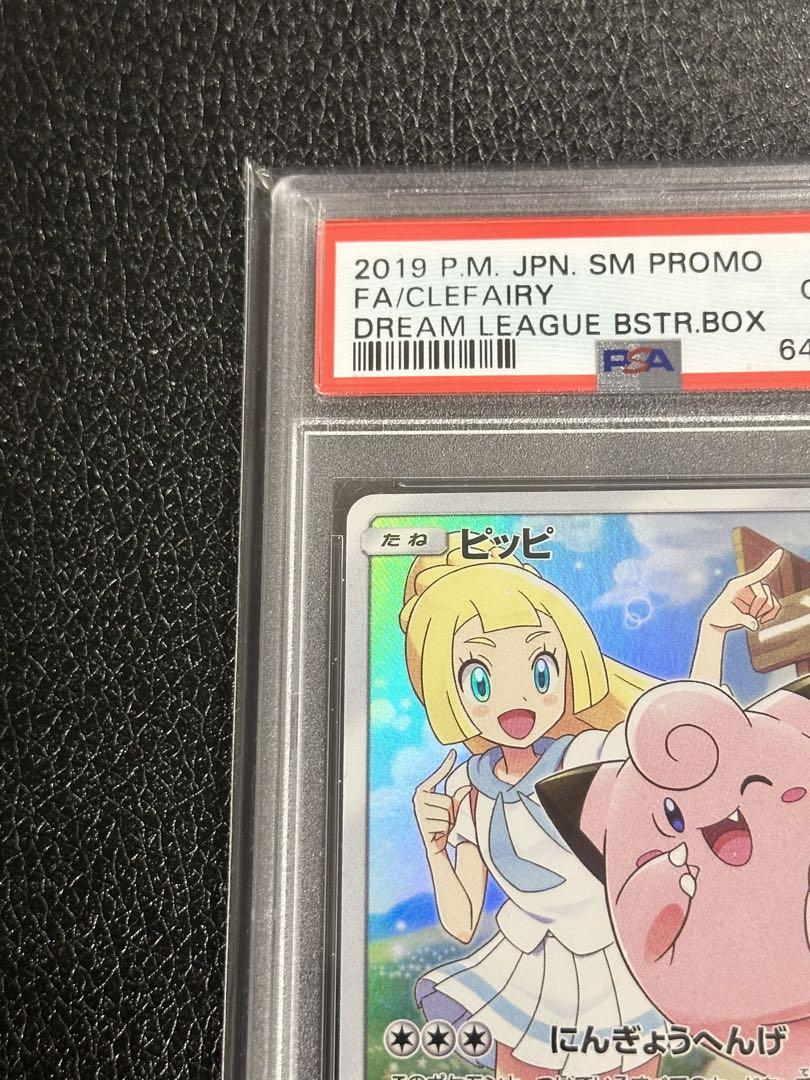 2019 P.M. JPN. SM PROMO
FA/CLEFAIRY
DREAM LEAGUE BSTR.BOX
64
PSA
たね ピッピ
にんぎょうへんげ